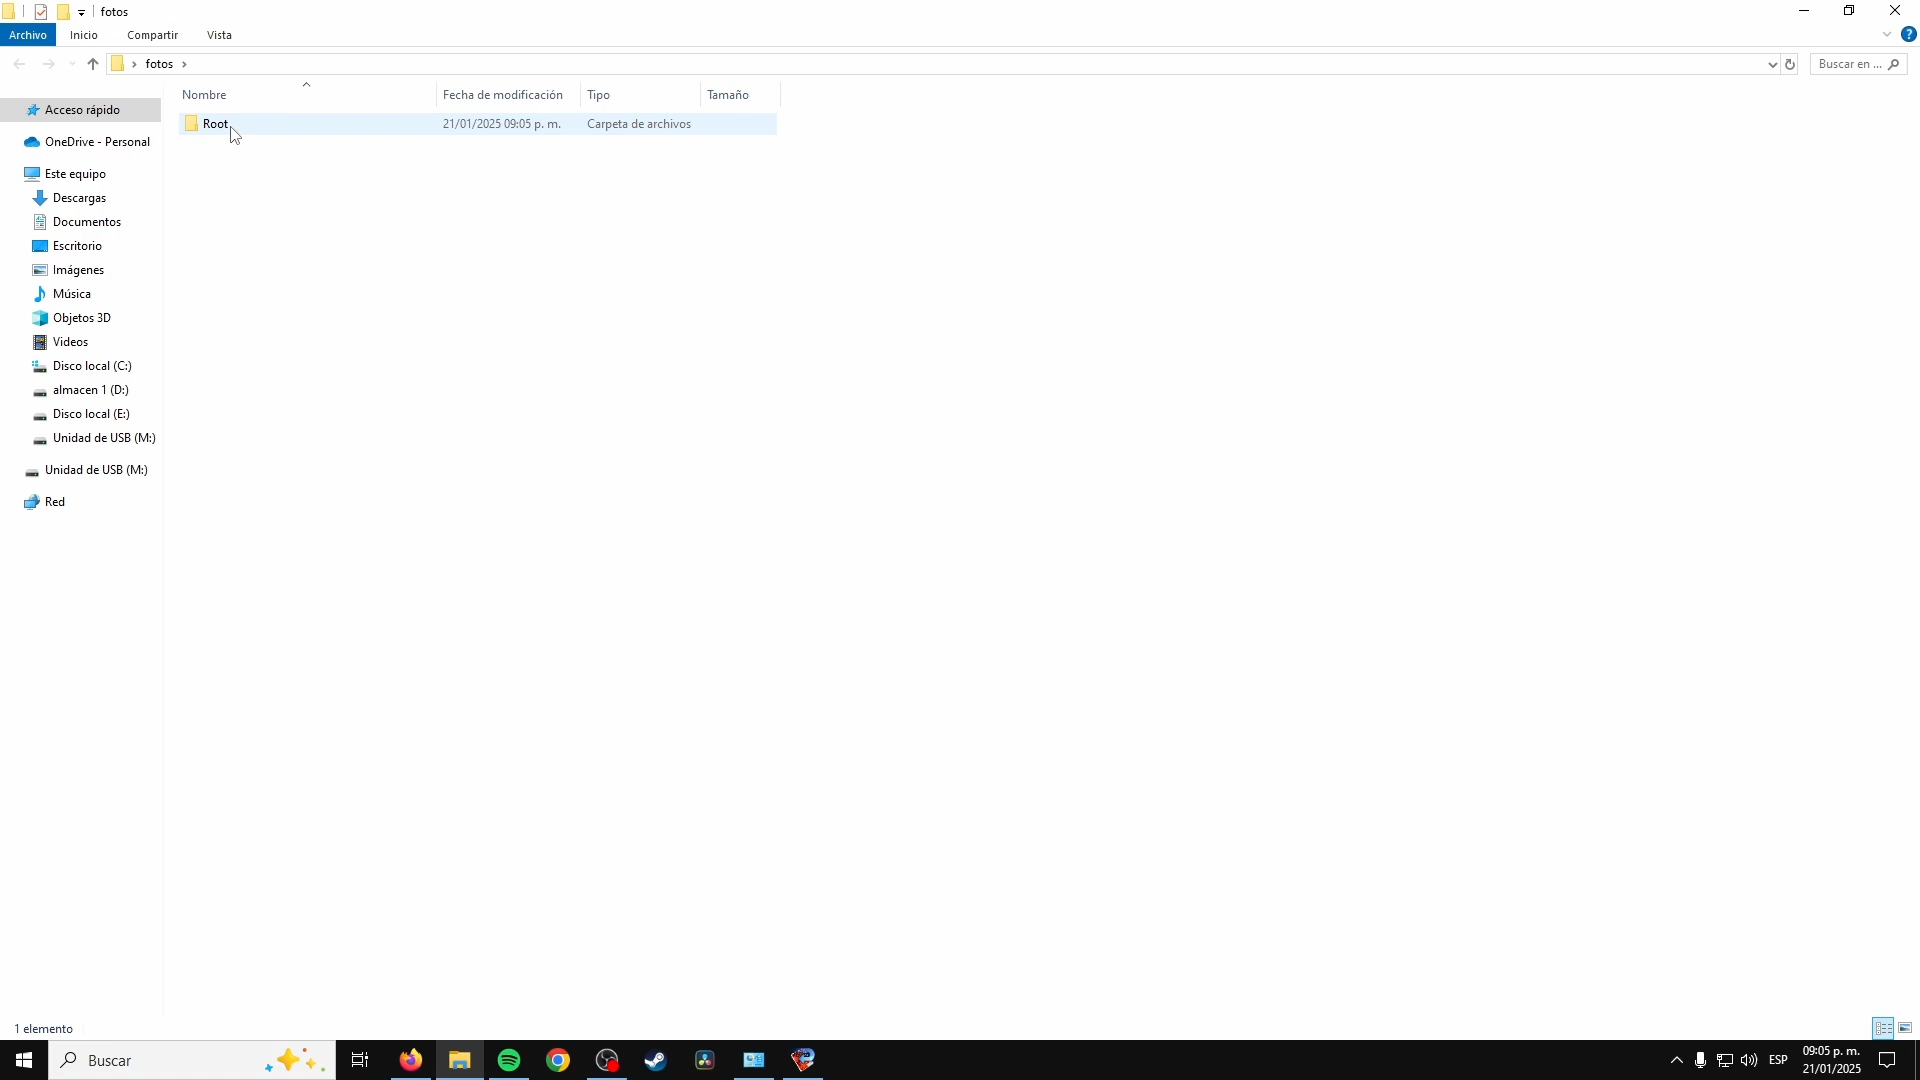 fotos
Archivo Inicio Compartir Vista
fotos
Buscar en ...
Nombre Fecha de modificación Tipo Tamaño
Root 21/01/2025 09:05 p. m. Carpeta de archivos
Acceso rápido
OneDrive - Personal
Este equipo
Descargas
Documentos
Escritorio
Imágenes
Música
Objetos 3D
Videos
Disco local (C:)
almacen 1 (D:)
Disco local (E:)
Unidad de USB (M:)
Unidad de USB (M:)
Red
1 elemento
Buscar
ESP
09:05 p. m.
21/01/2025